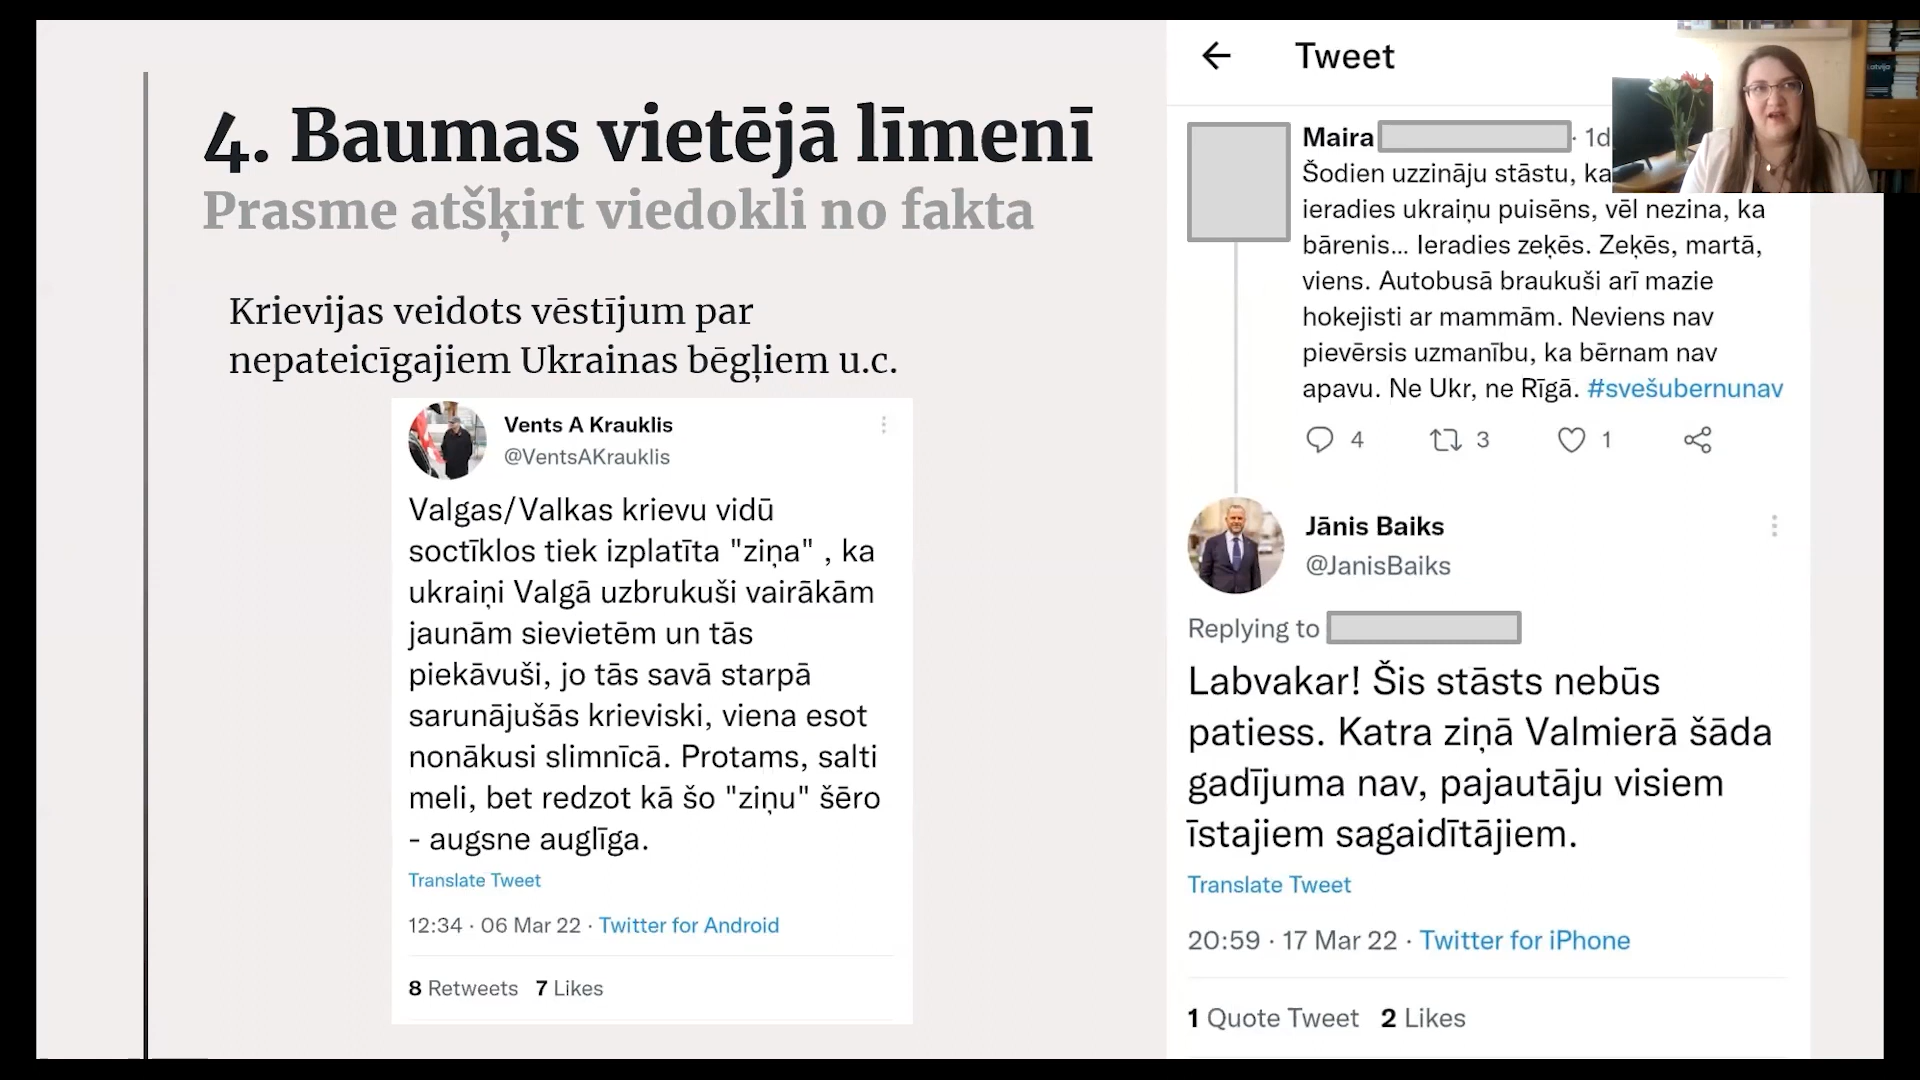 4. Baumas vietējā līmenī
Prasme atšķirt viedokli no fakta
Krievijas veidots vēstījum par
nepateicīgajiem Ukrainas bēgļiem u.c.
Vents A Krauklis
@VentsAKrauklis
Valgas/Valkas krievu vidū
soctīklos tiek izplatīta "ziņa" , ka
ukraiņi Valgā uzbrukuši vairākām
jaunām sievietēm un tās
piekāvuši, jo tās savā starpā
sarunājušās krieviski, viena esot
nonākusi slimnīcā. Protams, salti
meli, bet redzot kā šo "ziņu" šēro
- augsne auglīga.
Translate Tweet
12:34 · 06 Mar 22 · Twitter for Android
8 Retweets 7 Likes
Tweet
Maira · 1d
Šodien uzzināju stāstu, ka
ieradies ukraiņu puisēns, vēl nezina, ka
bārenis... Ieradies zeķēs. Zeķēs, martā,
viens. Autobusā braukuši arī mazie
hokejisti ar mammām. Neviens nav
pievērsis uzmanību, ka bērnam nav
apavu. Ne Ukr, ne Rīgā. #svešubernunav
4 3 1
Jānis Baiks
@JanisBaiks
Replying to
Labvakar! Šis stāsts nebūs
patiess. Katra ziņā Valmierā šāda
gadījuma nav, pajautāju visiem
īstajiem sagaidītājiem.
Translate Tweet
20:59 · 17 Mar 22 · Twitter for iPhone
1 Quote Tweet 2 Likes
Latvija